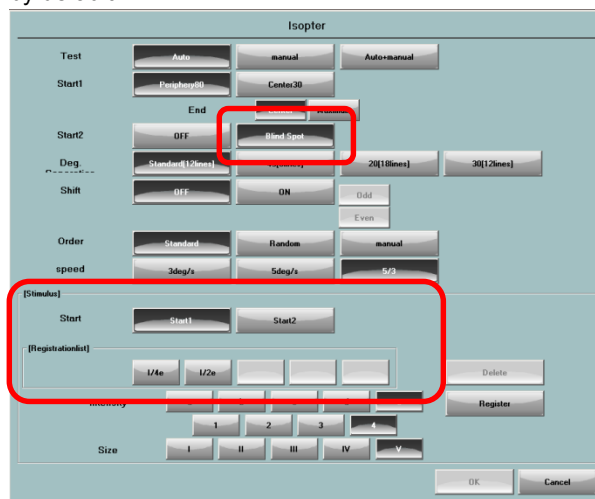 Isopter
Test Auto manual Auto+manual
Start1 Periphery80 Center30
End
Start2 OFF Blind Spot
Deg. Standard[12lines] 20[18lines] 30[12lines]
Shift OFF ON Odd
Even
Order Standard Random manual
speed 3deg/s 5deg/s 5/3
[Stimulus]
Start Start1 Start2
[Registrationlist]
I/4e I/2e Delete
Register
1 2 3 4
Size I II III IV V
OK Cancel